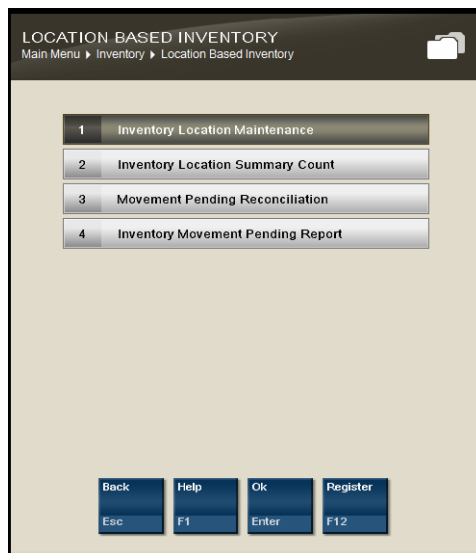 LOCATION BASED INVENTORY
Main Menu ▸ Inventory ▸ Location Based Inventory
1 Inventory Location Maintenance
2 Inventory Location Summary Count
3 Movement Pending Reconciliation
4 Inventory Movement Pending Report
Back Help Ok Register
Esc F1 Enter F12